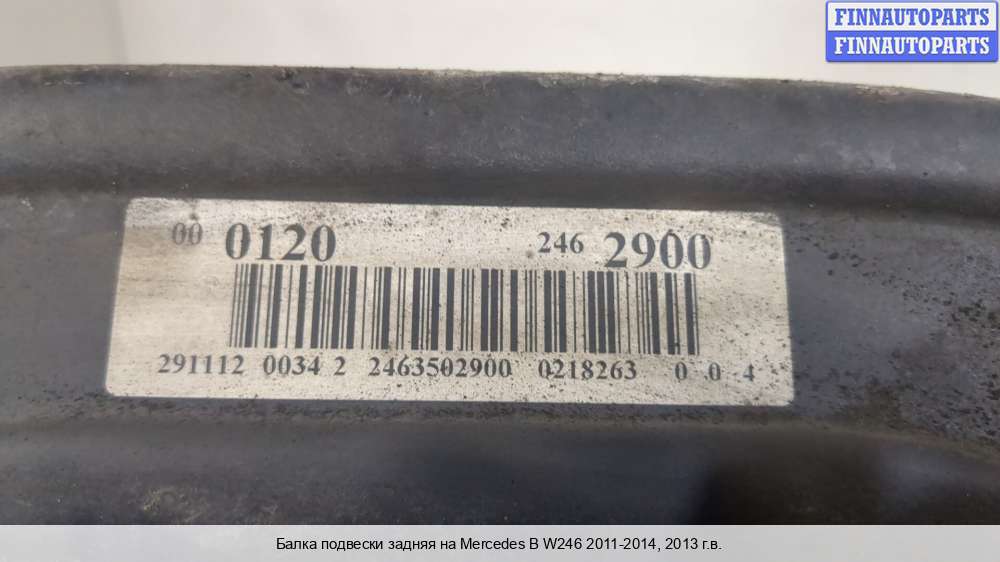 FINNAUTOPARTS
FINNAUTOPARTS
00 0120 246 2900
291112 0034 2 2463502900 0218263 0 0 4
Балка подвески задняя на Mercedes B W246 2011-2014, 2013 г.в.